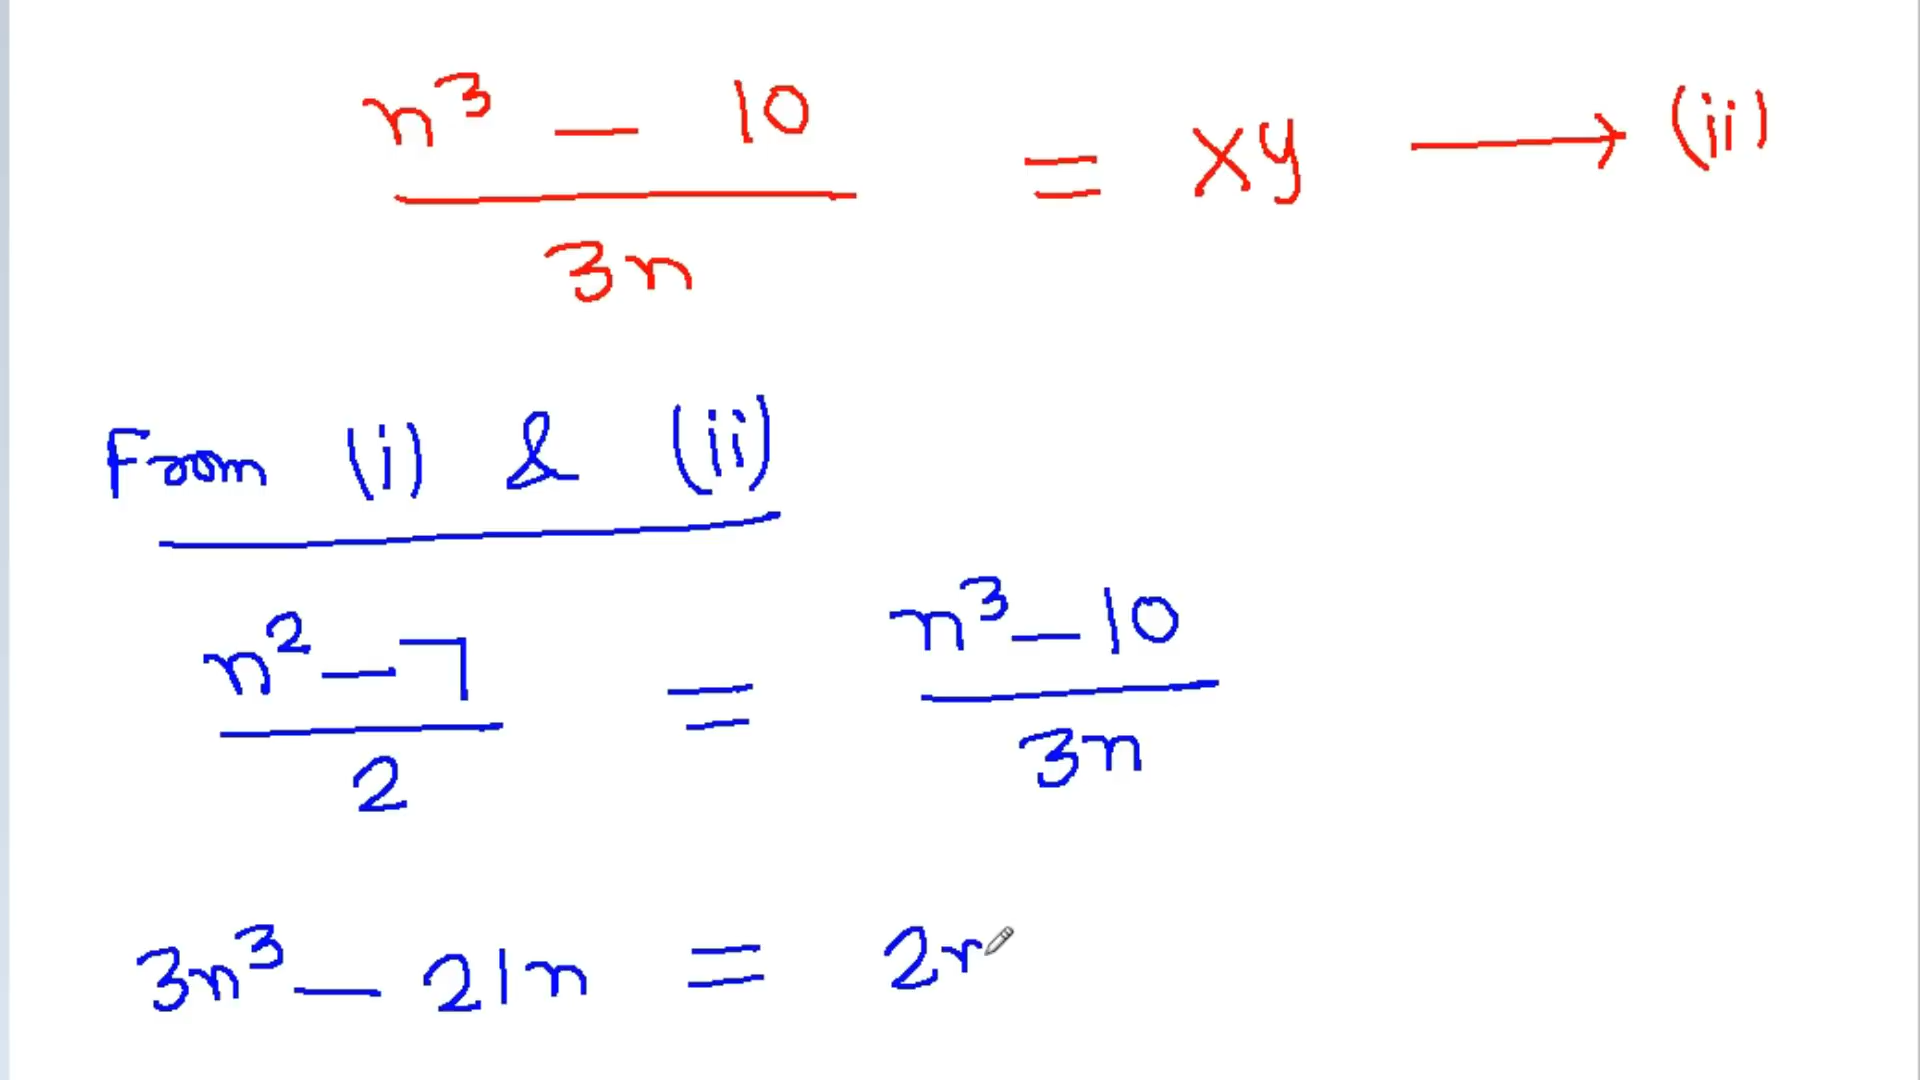 n³ - 10 / 3n = xy → (ii)
From (i) & (ii)
n² - 7 / 2 = n³ - 10 / 3n
3n³ - 21n = 2n